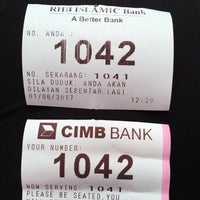 RHB ISLAMIC Bank
A Better Bank
NO. ANDA :
1042
NO. SEKARANG: 1041
SILA DUDUK. ANDA AKAN
DILAYAN SEBENTAR LAGI.
01/06/2017 12:28
CIMB BANK
YOUR NUMBER:
1042
NOW SERVING: 1041
PLEASE BE SEATED. YOU